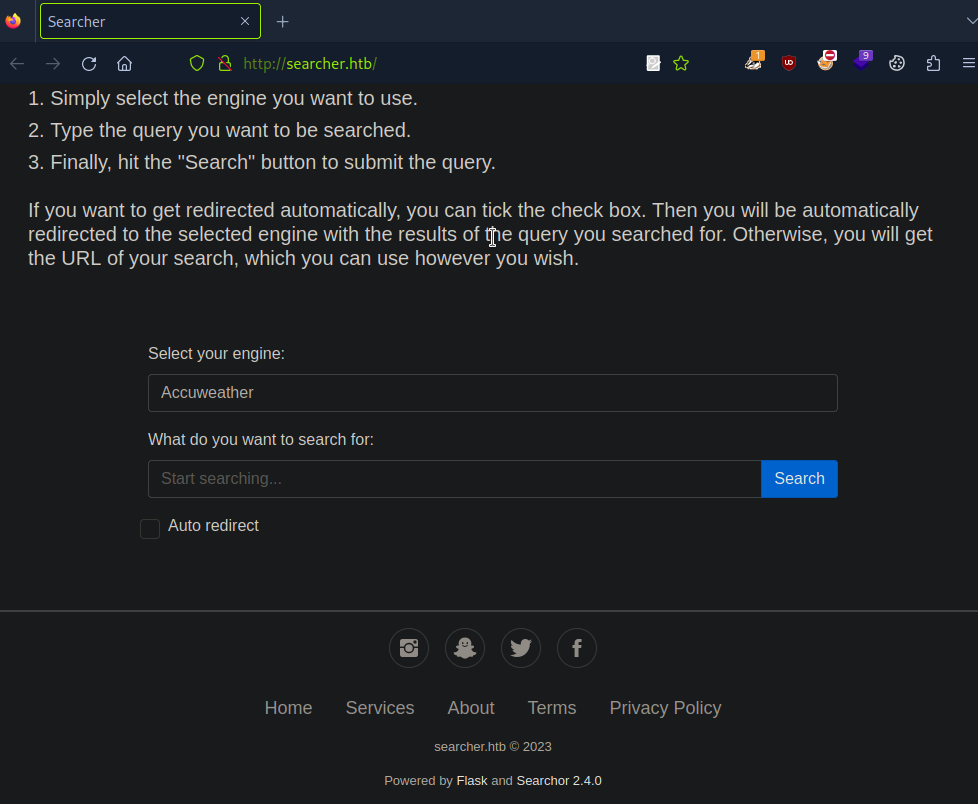 Searcher
http://searcher.htb/
1
UD
9
1. Simply select the engine you want to use.
2. Type the query you want to be searched.
3. Finally, hit the "Search" button to submit the query.
If you want to get redirected automatically, you can tick the check box. Then you will be automatically
redirected to the selected engine with the results of the query you searched for. Otherwise, you will get
the URL of your search, which you can use however you wish.
Select your engine:
Accuweather
What do you want to search for:
Start searching...
Search
Auto redirect
Home Services About Terms Privacy Policy
searcher.htb © 2023
Powered by Flask and Searchor 2.4.0